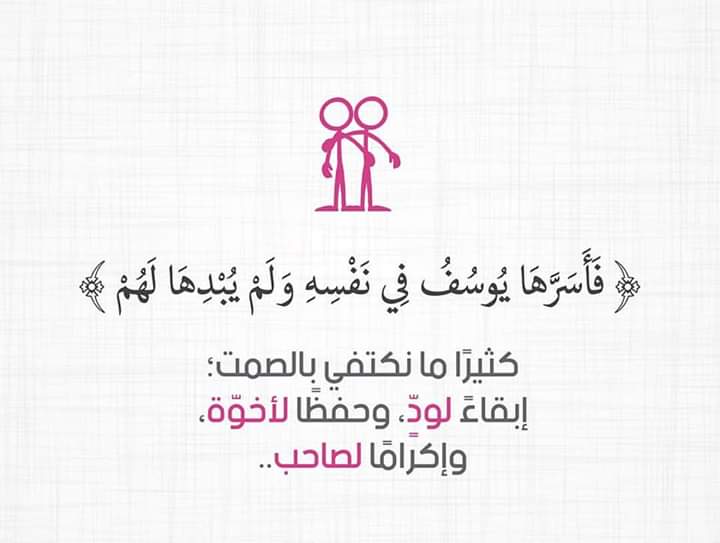 ﴿ فَأَسَرَّهَا يُوسُفُ فِي نَفْسِهِ وَلَمْ يُبْدِهَا لَهُمْ ﴾
كثيرًا ما نكتفي بالصمت؛
إبقاءً لودّ، وحفظًا لأخوّة،
وإكرامًا لصاحب..